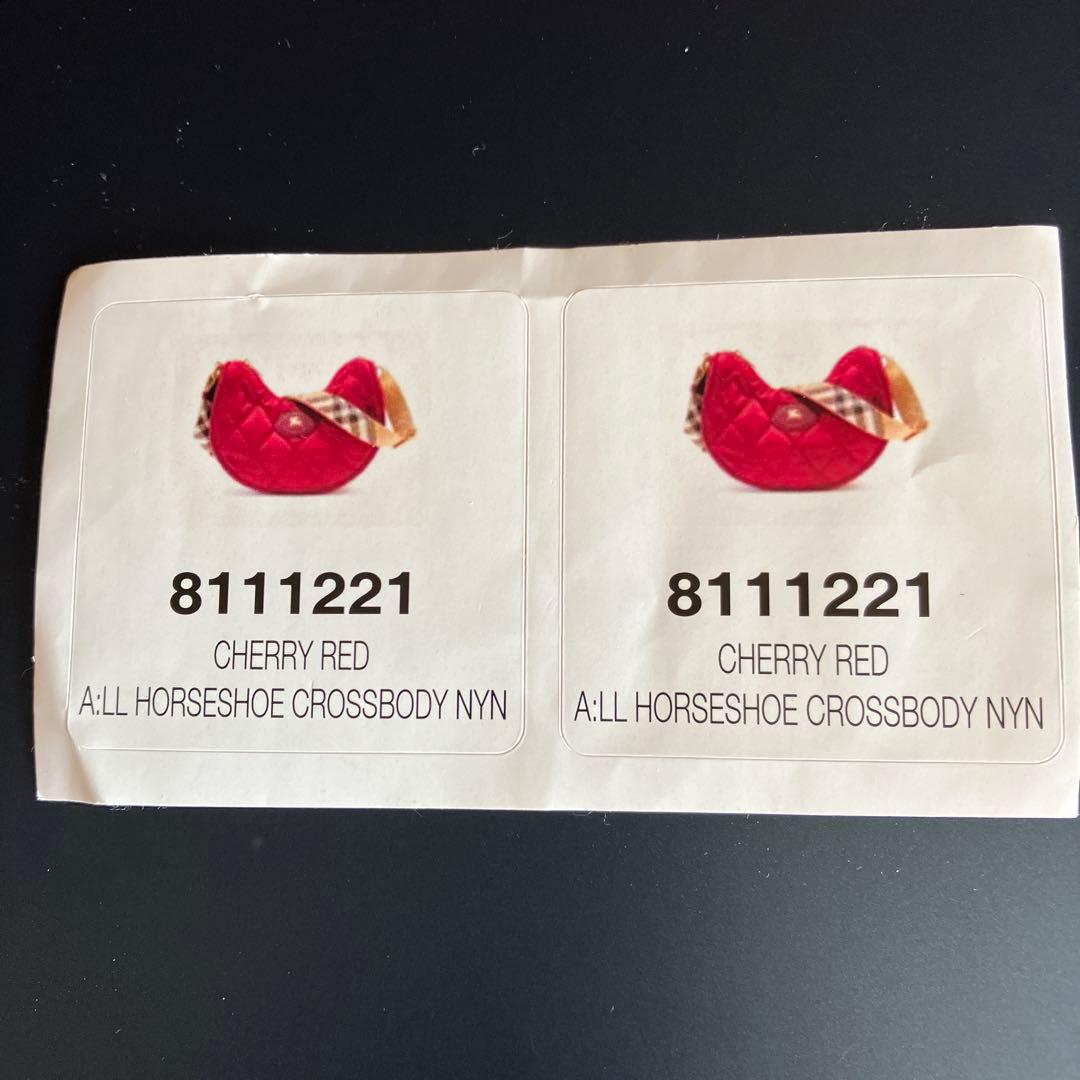 8111221
CHERRY RED
A:LL HORSESHOE CROSSBODY NYN
8111221
CHERRY RED
A:LL HORSESHOE CROSSBODY NYN